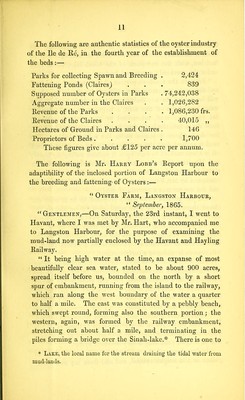 11
The following are authentic statistics of the oyster industry
of the Ile de Ré, in the fourth year of the establishment of
the beds :—
Parks for collecting Spawn and Breeding . 2,424
Fattening Ponds (Claires) . . . 839
Supposed number of Oysters in Parks . 74,242,038
Aggregate number in the Claires . . 1,026,282
Revenue of the Parks . . . . 1,086,230 frs.
Revenue of the Claires . . . . 40,015 „
Hectares of Ground in Parks and Claires . 146
Proprietors of Beds . . . . . 1,700
These figures give about £125 per acre per annum.
The following is Mr. Harry Lobb's Report upon the
adaptibility of the inclosed portion of Langston Harbour to
the breeding and fattening of Oysters:—
“ Oyster Farm, Langston Harbour,
“ September, 1865.
“ Gentlemen,—On Saturday, the 23rd instant, I went to
Havant, where I was met by Mr. Hart, who accompanied me
to Langston Harbour, for the purpose of examining the
mud-land now partially enclosed by the Havant and Hayling
Railway.
“ It being high water at the time, an expanse of most
beautifully clear sea water, stated to be about 900 acres,
spread itself before us, bounded on the north by a short
spur of embankment, running from the island to the railway,
which ran along the west boundary of the water a quarter
to half a mile. The east was constituted by a pebbly beach,
which swept round, forming also the southern portion; the
western, again, was formed by the railway embankment,
stretching out about half a mile, and terminating in the
piles forming a bridge over the Sinah-lake.* There is one to
* Lake, the local name for the stream draining the tidal water from
mud-lands.